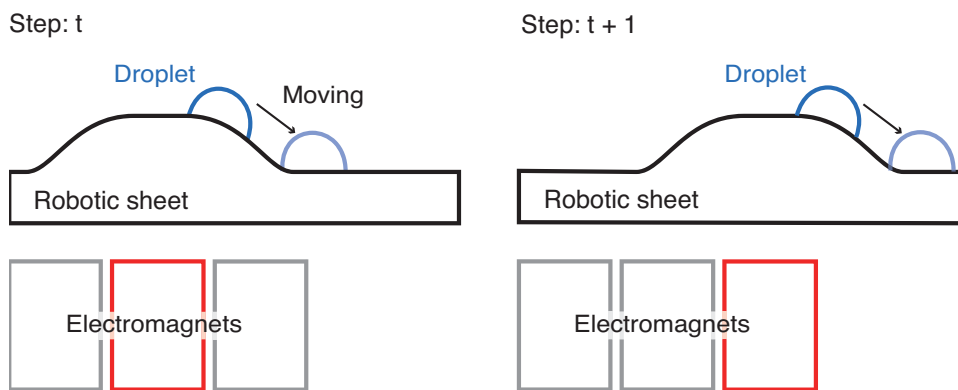 Step: t
Step: t + 1
Droplet
Moving
Droplet
Robotic sheet
Robotic sheet
Electromagnets
Electromagnets